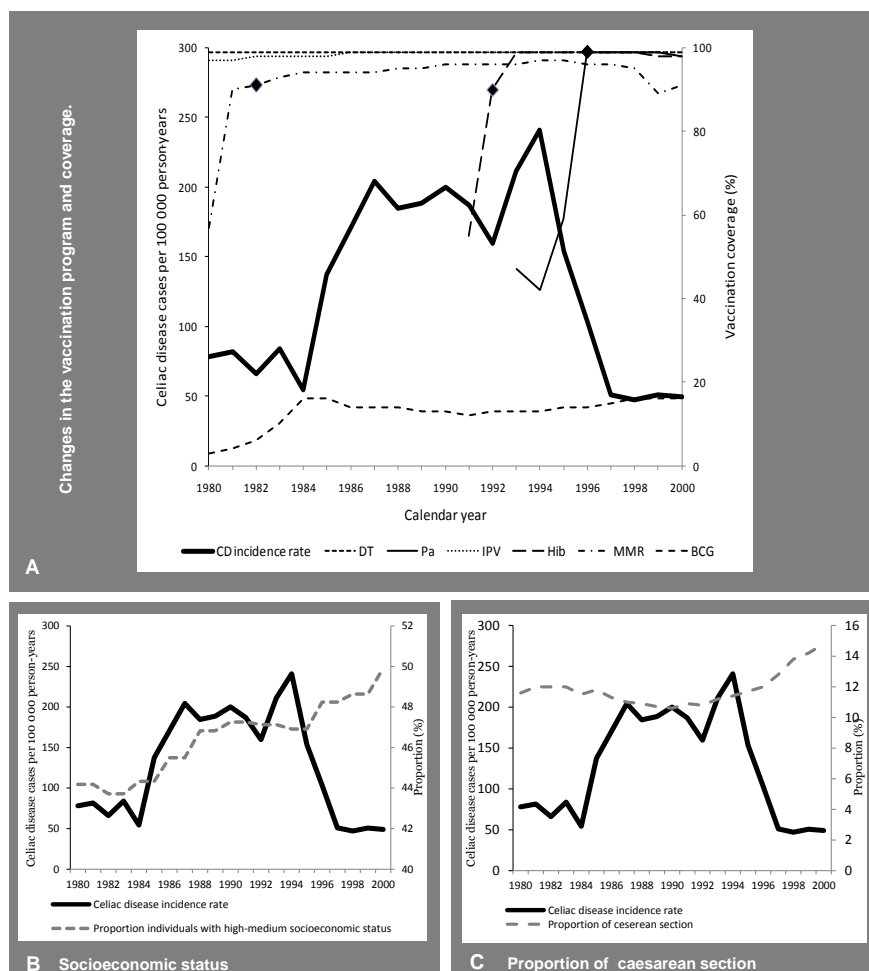 Changes in the vaccination program and coverage.
Celiac disease cases per 100 000 person-years
300
250
200
150
100
50
0
100
80
60
40
20
0
Vaccination coverage (%)
1980 1982 1984 1986 1988 1990 1992 1994 1996 1998 2000
Calendar year
CD incidence rate DT Pa IPV Hib MMR BCG
A
Celiac disease cases per 100 000 person-years
300
250
200
150
100
50
0
52
50
48
46
44
42
40
Proportion (%)
1980 1982 1984 1986 1988 1990 1992 1994 1996 1998 2000
Celiac disease incidence rate
Proportion individuals with high-medium socioeconomic status
B Socioeconomic status
Celiac disease cases per 100 000 person-years
300
250
200
150
100
50
0
16
14
12
10
8
6
4
2
0
Proportion (%)
1980 1982 1984 1986 1988 1990 1992 1994 1996 1998 2000
Celiac disease incidence rate
Proportion of ceserean section
C Proportion of caesarean section